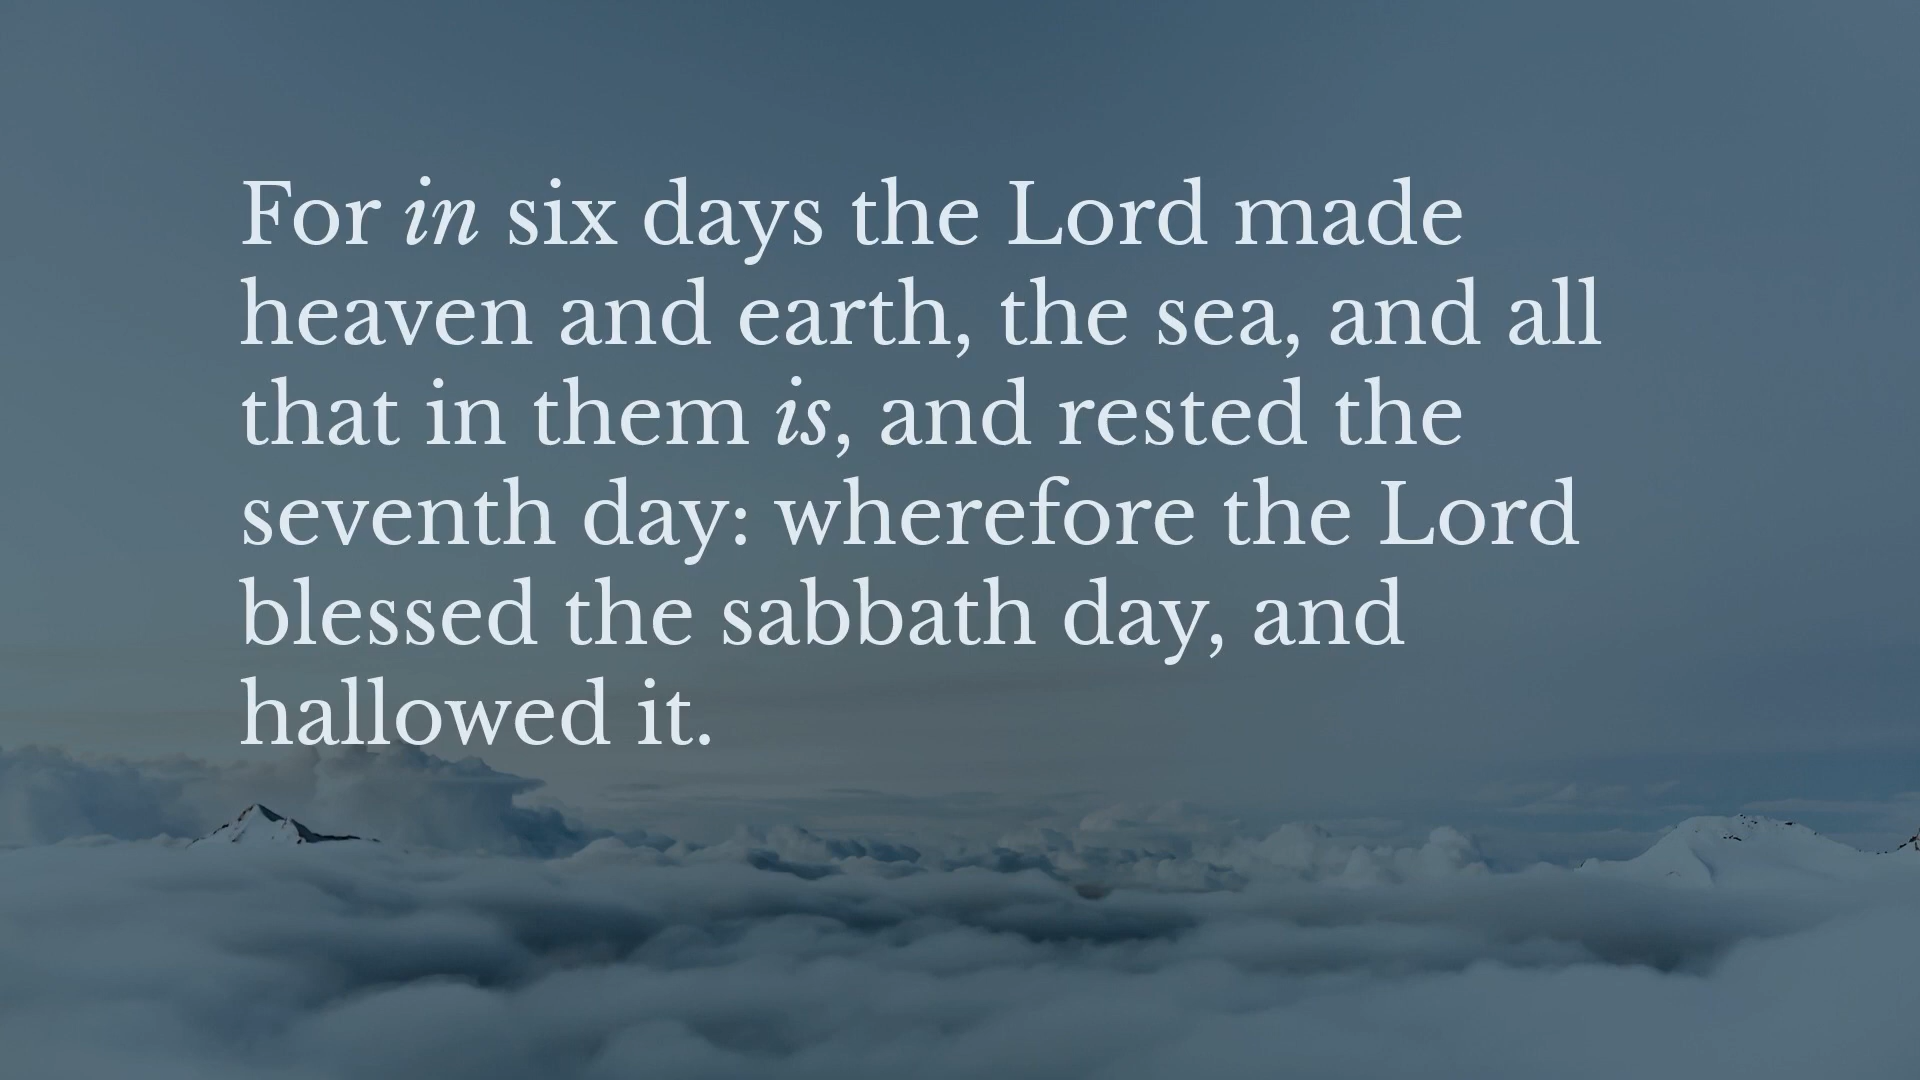 For in six days the Lord made
heaven and earth, the sea, and all
that in them is, and rested the
seventh day: wherefore the Lord
blessed the sabbath day, and
hallowed it.